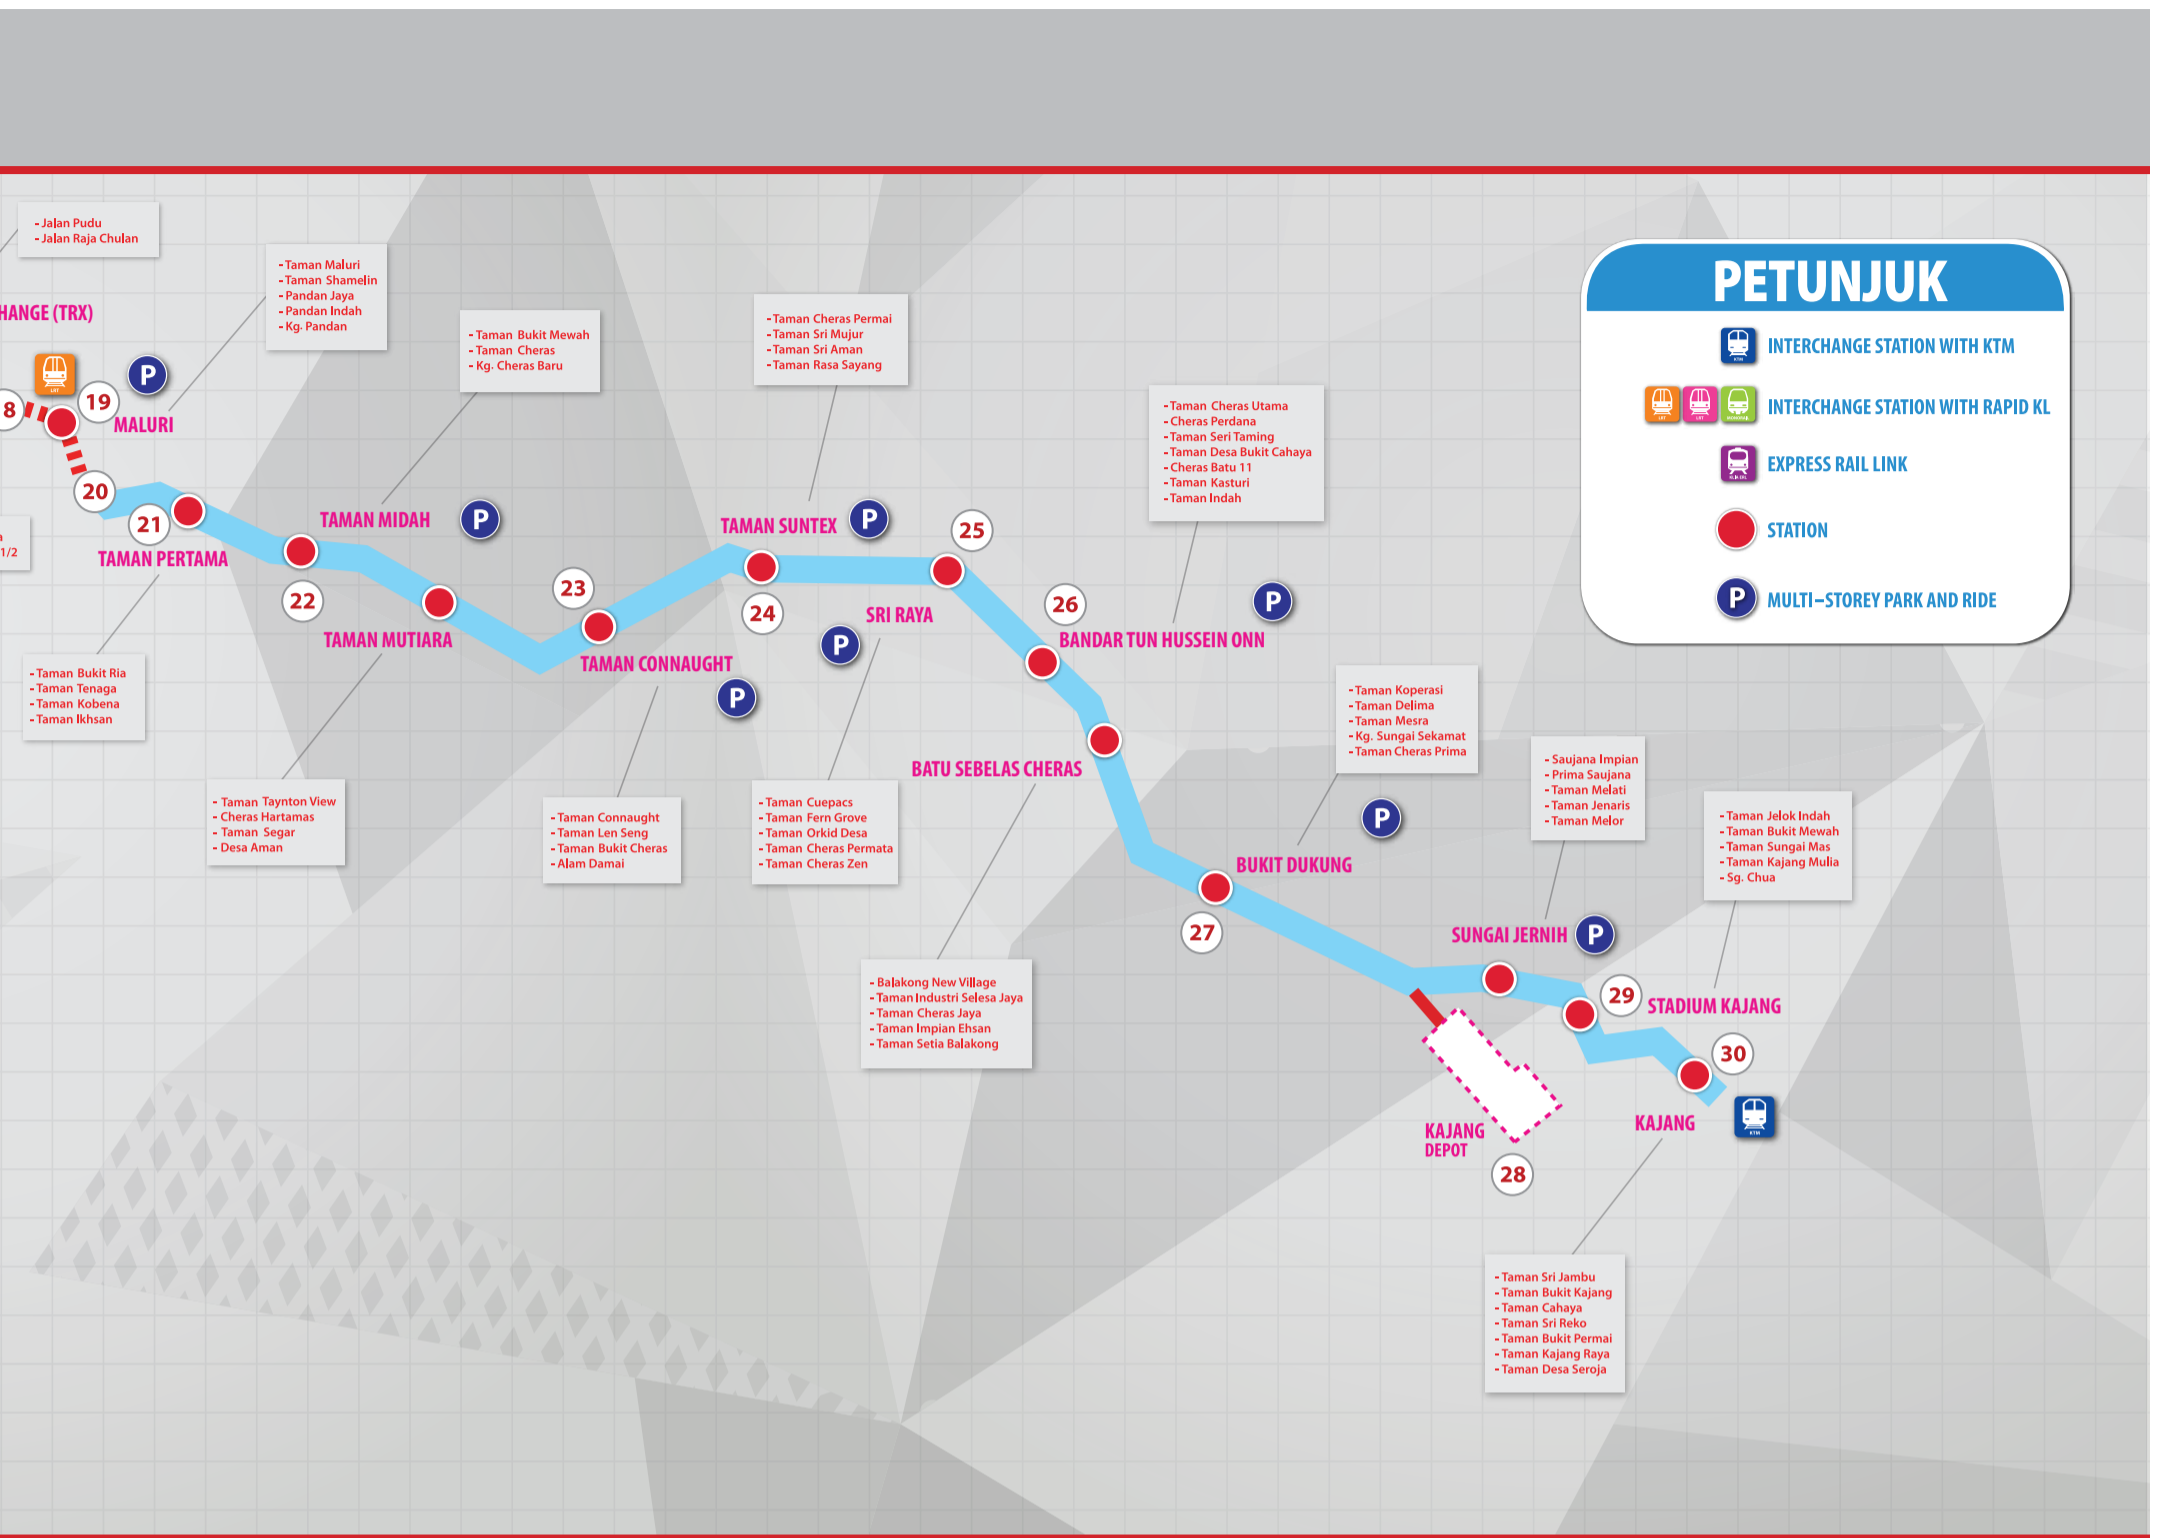 - Jalan Pudu
- Jalan Raja Chulan
HANGE (TRX)
- Taman Maluri
- Taman Shamelin
- Pandan Jaya
- Pandan Indah
- Kg. Pandan
- Taman Bukit Mewah
- Taman Cheras
- Kg. Cheras Baru
- Taman Cheras Permai
- Taman Sri Mujur
- Taman Sri Aman
- Taman Rasa Sayang
- Taman Cheras Utama
- Cheras Perdana
- Taman Seri Taming
- Taman Desa Bukit Cahaya
- Cheras Batu 11
- Taman Kasturi
- Taman Indah
PETUNJUK
KTM
INTERCHANGE STATION WITH KTM
LRT
LRT
MONORAIL
INTERCHANGE STATION WITH RAPID KL
KLIA EKL
EXPRESS RAIL LINK
STATION
P
MULTI-STOREY PARK AND RIDE
LRT
8
19
P
MALURI
20
21
TAMAN PERTAMA
a
1/2
22
TAMAN MIDAH
P
TAMAN MUTIARA
23
TAMAN CONNAUGHT
P
TAMAN SUNTEX
P
24
25
SRI RAYA
P
26
BANDAR TUN HUSSEIN ONN
P
BATU SEBELAS CHERAS
- Taman Bukit Ria
- Taman Tenaga
- Taman Kobena
- Taman Ikhsan
- Taman Taynton View
- Cheras Hartamas
- Taman Segar
- Desa Aman
- Taman Connaught
- Taman Len Seng
- Taman Bukit Cheras
- Alam Damai
- Taman Cuepacs
- Taman Fern Grove
- Taman Orkid Desa
- Taman Cheras Permata
- Taman Cheras Zen
- Balakong New Village
- Taman Industri Selesa Jaya
- Taman Cheras Jaya
- Taman Impian Ehsan
- Taman Setia Balakong
- Taman Koperasi
- Taman Delima
- Taman Mesra
- Kg. Sungai Sekamat
- Taman Cheras Prima
P
BUKIT DUKUNG
27
- Saujana Impian
- Prima Saujana
- Taman Melati
- Taman Jenaris
- Taman Melor
SUNGAI JERNIH
P
- Taman Jelok Indah
- Taman Bukit Mewah
- Taman Sungai Mas
- Taman Kajang Mulia
- Sg. Chua
29
STADIUM KAJANG
30
KAJANG
KTM
KAJANG
DEPOT
28
- Taman Sri Jambu
- Taman Bukit Kajang
- Taman Cahaya
- Taman Sri Reko
- Taman Bukit Permai
- Taman Kajang Raya
- Taman Desa Seroja